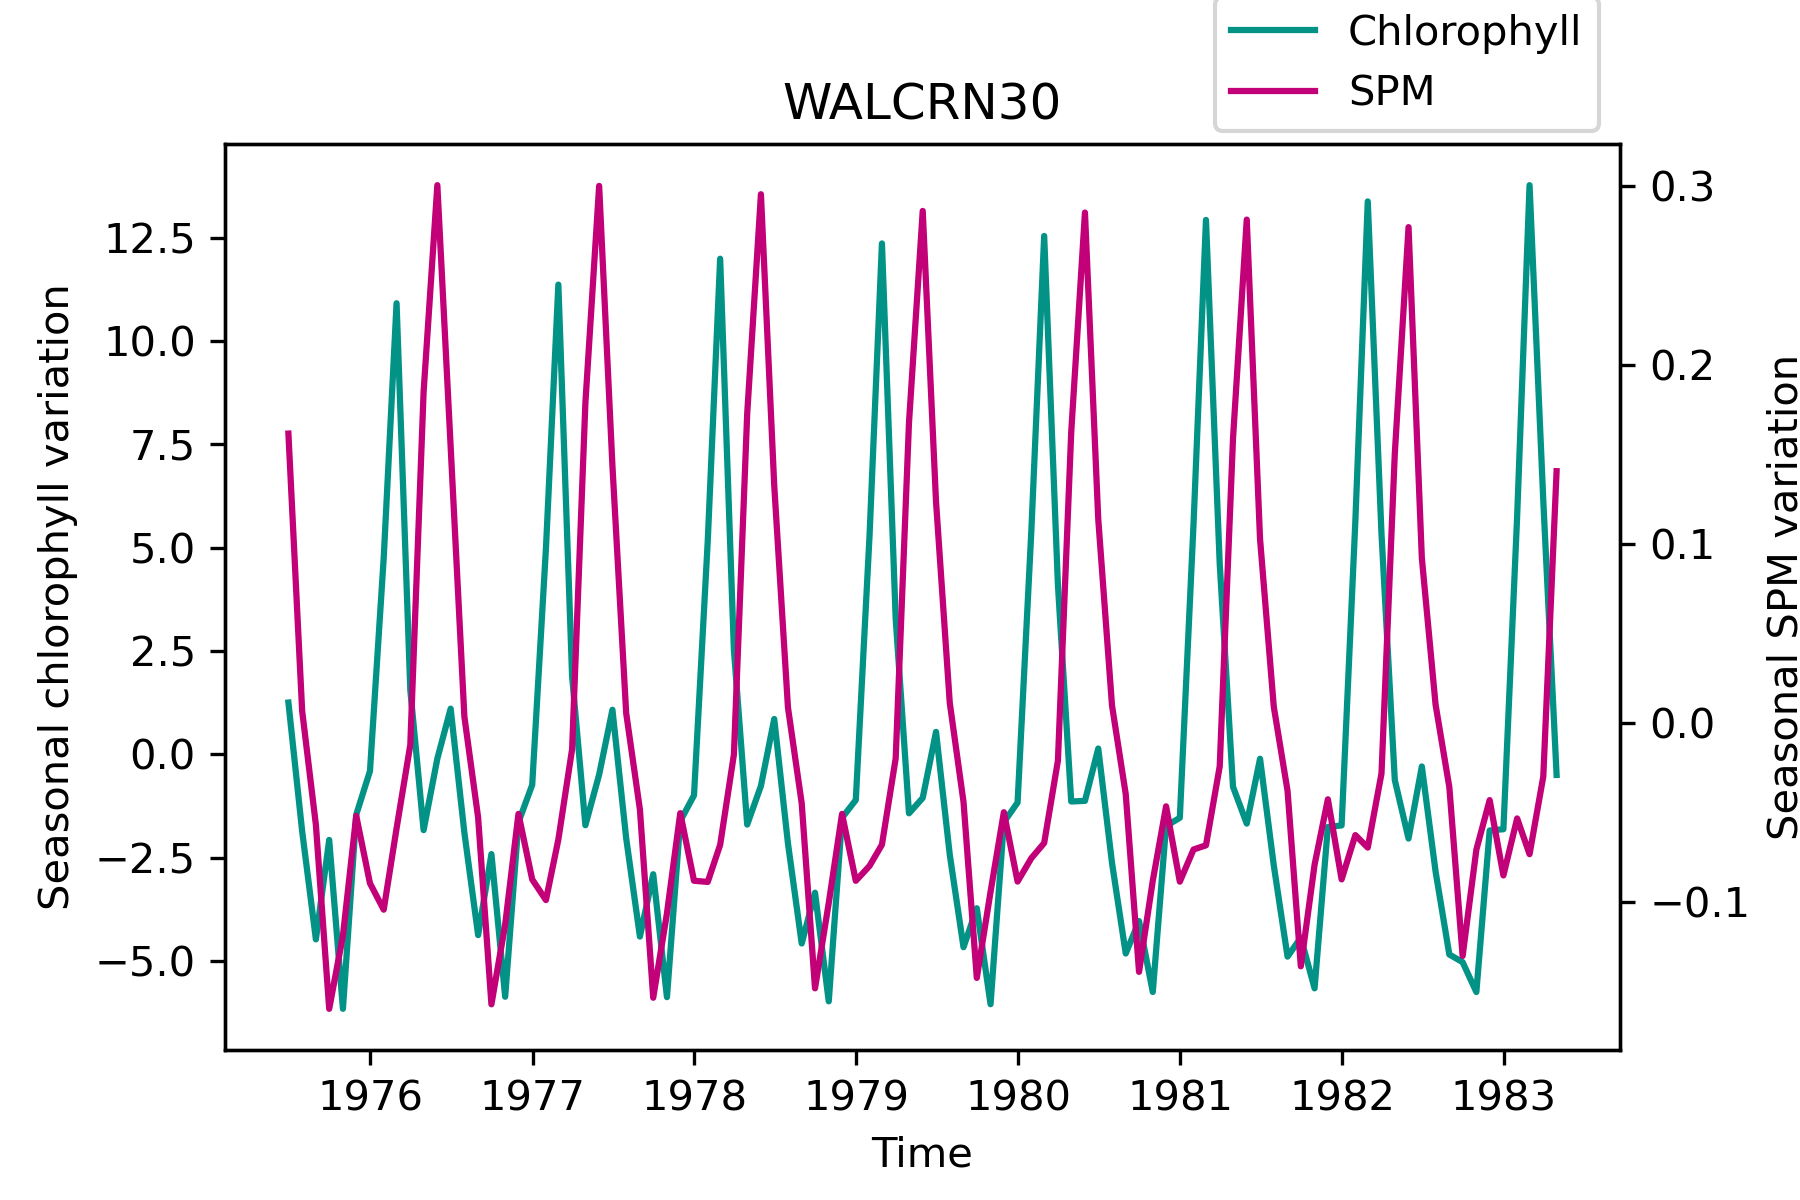 Chlorophyll
SPM
WALCRN30
12.5
10.0
7.5
5.0
2.5
0.0
−2.5
−5.0
Seasonal chlorophyll variation
0.3
0.2
0.1
0.0
−0.1
Seasonal SPM variation
1976 1977 1978 1979 1980 1981 1982 1983
Time